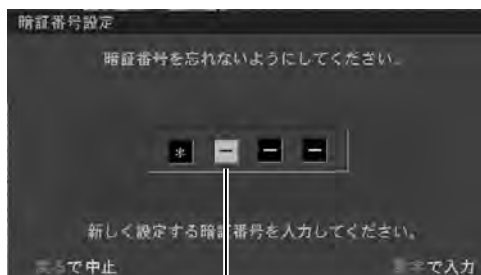 暗証番号設定
暗証番号を忘れないようにしてください。
* - - -
新しく設定する暗証番号を入力してください。
で中止
で入力